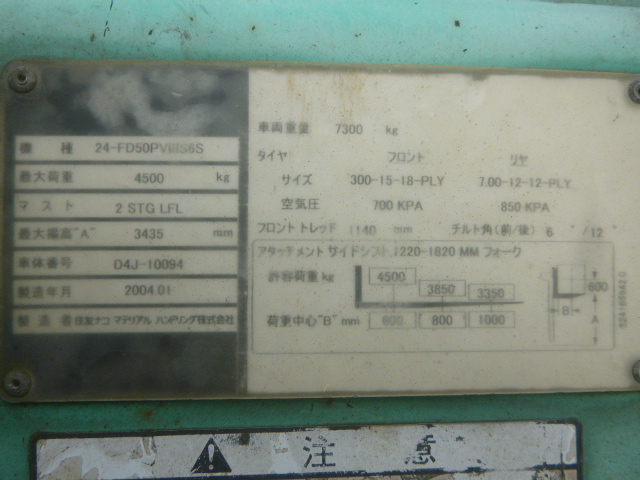 機 種 24-FD50PVIIIS6S
最大荷重 4500 kg
マスト 2 STG LFL
最大揚高"A" 3435 mm
車体番号 D4J-10094
製造年月 2004.01
製造者 住友ナコ マテリアル ハンドリング株式会社
車両重量 7300 kg
タイヤ フロント リヤ
サイズ 300-15-18-PLY 7.00-12-12-PLY
空気圧 700 KPA 850 KPA
フロント トレッド 1140 mm チルト角(前/後) 6 /12
アタッチメント サイドシフト,1220-1820 MM フォーク
許容荷重 kg 4500 3850 3350
荷重中心"B" mm 600 800 1000
600
B
A
注 意